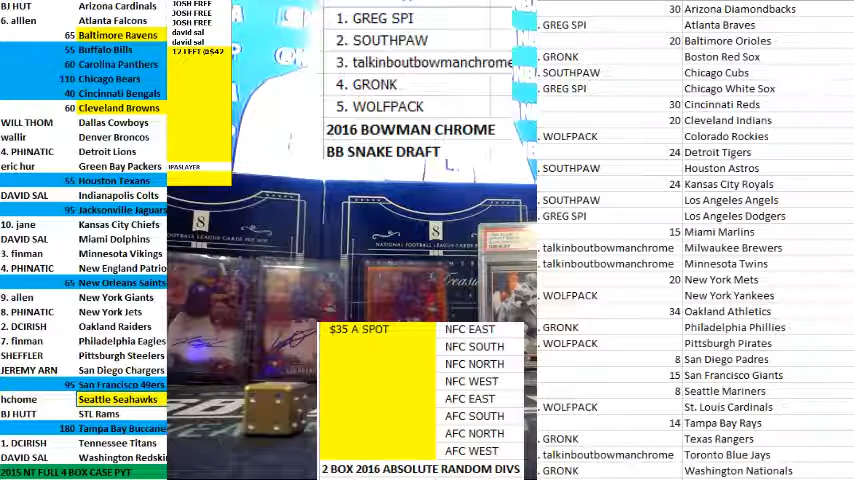 BJ HUT Arizona Cardinals
6. alllen Atlanta Falcons
65 Baltimore Ravens
55 Buffalo Bills
60 Carolina Panthers
110 Chicago Bears
40 Cincinnati Bengals
60 Cleveland Browns
WILL THOM Dallas Cowboys
wallir Denver Broncos
4. PHINATIC Detroit Lions
eric hur Green Bay Packers
55 Houston Texans
DAVID SAL Indianapolis Colts
95 Jacksonville Jaguars
10. jane Kansas City Chiefs
DAVID SAL Miami Dolphins
3. finman Minnesota Vikings
4. PHINATIC New England Patrio
65 New Orleans Saints
9. allen New York Giants
8. PHINATIC New York Jets
2. DCIRISH Oakland Raiders
7. finman Philadelphia Eagles
SHEFFLER Pittsburgh Steelers
JEREMY ARN San Diego Chargers
95 San Francisco 49ers
hchome Seattle Seahawks
BJ HUTT STL Rams
180 Tampa Bay Buccane
1. DCIRISH Tennessee Titans
DAVID SAL Washington Redski
2015 NT FULL 4 BOX CASE PYT
JOSH FREE
JOSH FREE
JOSH FREE
david sal
david sal
12 LEFT @$42
IPASLAYER
1. GREG SPI
2. SOUTHPAW
3. talkinboutbowmanchrome
4. GRONK
5. WOLFPACK
2016 BOWMAN CHROME
BB SNAKE DRAFT
8
8
$35 A SPOT
NFC EAST
NFC SOUTH
NFC NORTH
NFC WEST
AFC EAST
AFC SOUTH
AFC NORTH
AFC WEST
2 BOX 2016 ABSOLUTE RANDOM DIVS
30 Arizona Diamondbacks
. GREG SPI Atlanta Braves
20 Baltimore Orioles
. GRONK Boston Red Sox
. SOUTHPAW Chicago Cubs
. GREG SPI Chicago White Sox
30 Cincinnati Reds
20 Cleveland Indians
. WOLFPACK Colorado Rockies
24 Detroit Tigers
. SOUTHPAW Houston Astros
24 Kansas City Royals
. SOUTHPAW Los Angeles Angels
. GREG SPI Los Angeles Dodgers
15 Miami Marlins
. talkinboutbowmanchrome Milwaukee Brewers
. talkinboutbowmanchrome Minnesota Twins
20 New York Mets
. WOLFPACK New York Yankees
34 Oakland Athletics
. GRONK Philadelphia Phillies
. WOLFPACK Pittsburgh Pirates
8 San Diego Padres
15 San Francisco Giants
8 Seattle Mariners
. WOLFPACK St. Louis Cardinals
14 Tampa Bay Rays
. GRONK Texas Rangers
. talkinboutbowmanchrome Toronto Blue Jays
. GRONK Washington Nationals